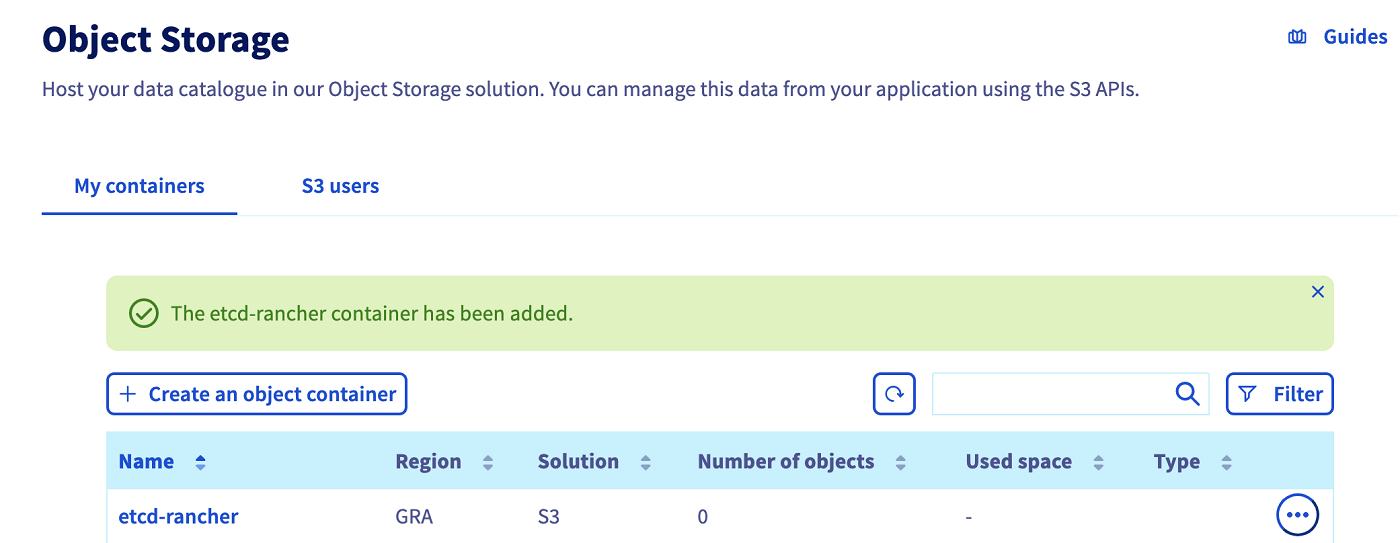 Object Storage
Guides
Host your data catalogue in our Object Storage solution. You can manage this data from your application using the S3 APIs.
My containers S3 users
The etcd-rancher container has been added.
Create an object container Filter
Name Region Solution Number of objects Used space Type
etcd-rancher GRA S3 0 -